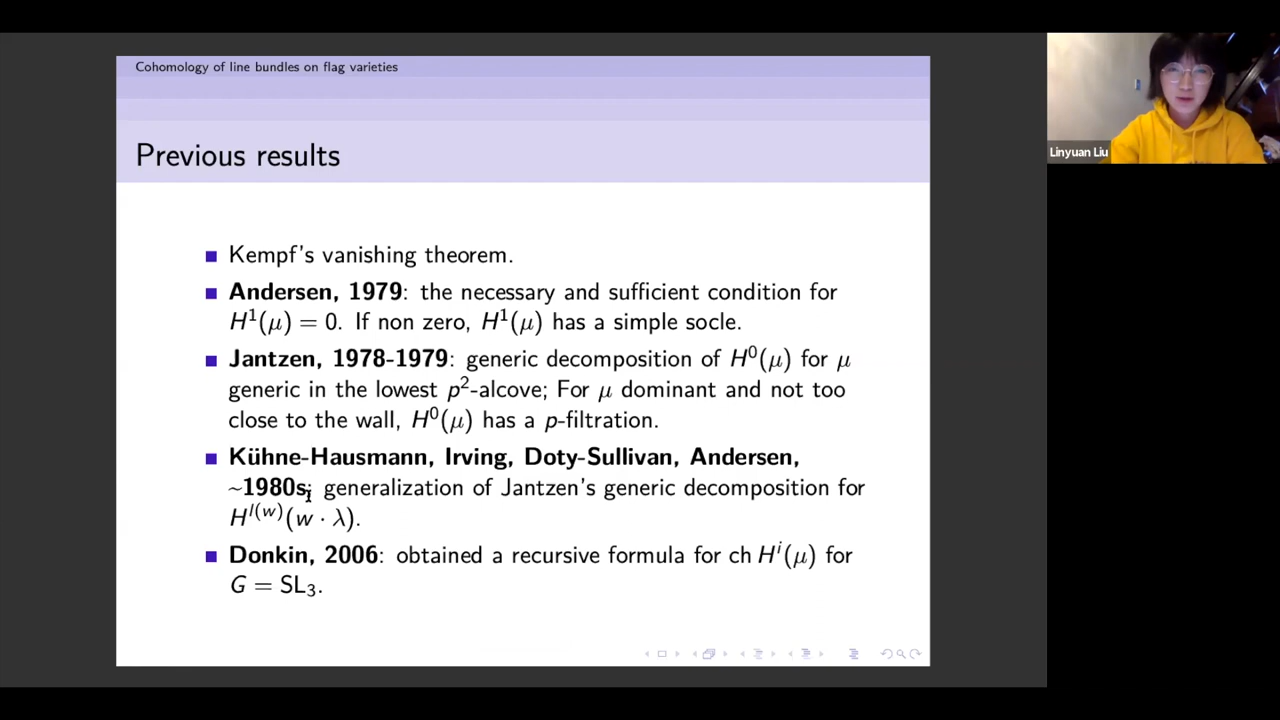 Cohomology of line bundles on flag varieties
Previous results
Kempf's vanishing theorem.
Andersen, 1979: the necessary and sufficient condition for
H¹(μ) = 0. If non zero, H¹(μ) has a simple socle.
Jantzen, 1978-1979: generic decomposition of H⁰(μ) for μ
generic in the lowest p²-alcove; For μ dominant and not too
close to the wall, H⁰(μ) has a p-filtration.
Kühne-Hausmann, Irving, Doty-Sullivan, Andersen,
~1980s: generalization of Jantzen's generic decomposition for
H^{l(w)}(w · λ).
Donkin, 2006: obtained a recursive formula for ch Hⁱ(μ) for
G = SL₃.
Linyuan Liu